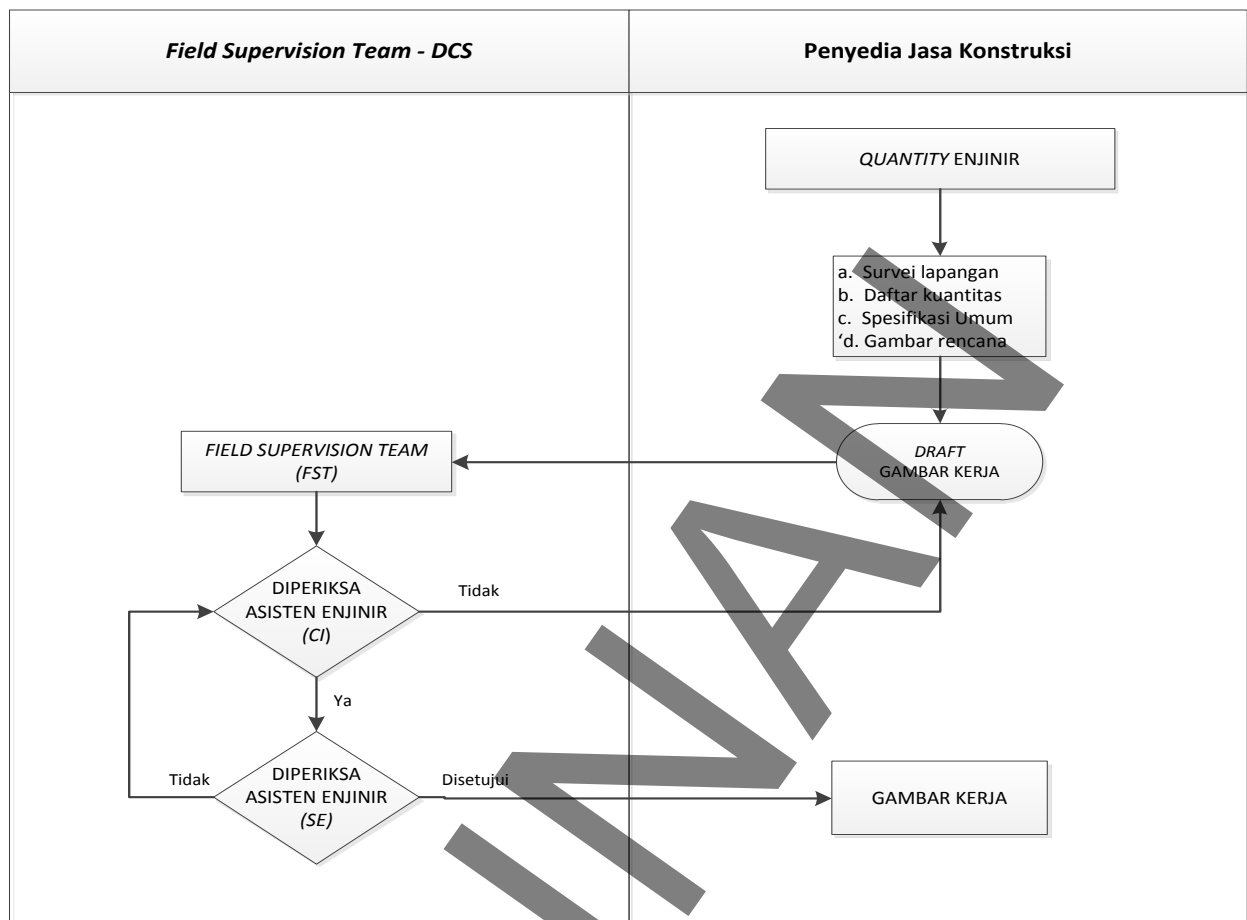 Field Supervision Team - DCS
Penyedia Jasa Konstruksi
QUANTITY ENJINIR
a. Survei lapangan
b. Daftar kuantitas
c. Spesifikasi Umum
‘d. Gambar rencana
DRAFT
GAMBAR KERJA
FIELD SUPERVISION TEAM
(FST)
DIPERIKSA
ASISTEN ENJINIR
(CI)
Tidak
Ya
DIPERIKSA
ASISTEN ENJINIR
(SE)
Tidak
Disetujui
GAMBAR KERJA